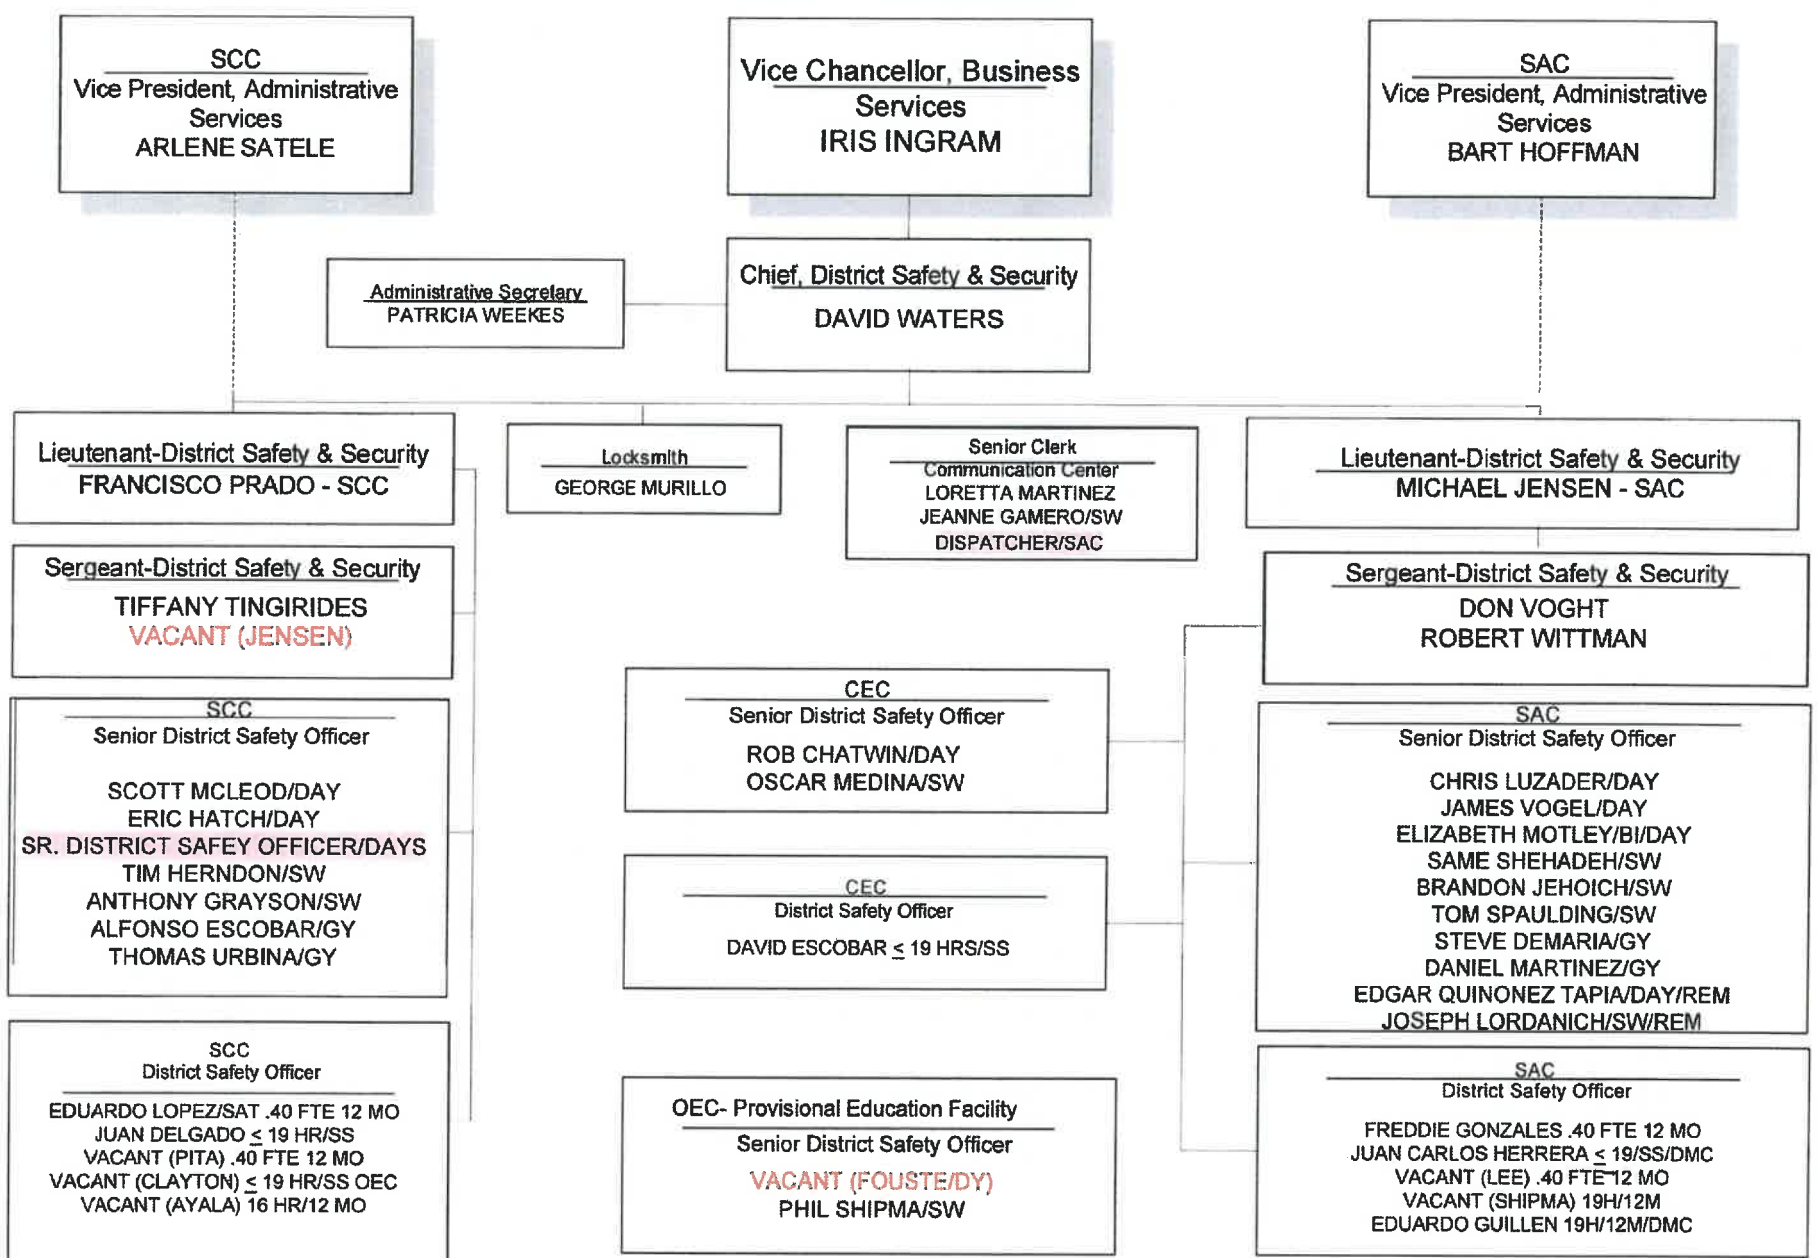 SCC
Vice President, Administrative
Services
ARLENE SATELE
Vice Chancellor, Business
Services
IRIS INGRAM
SAC
Vice President, Administrative
Services
BART HOFFMAN
Administrative Secretary
PATRICIA WEEKES
Chief, District Safety & Security
DAVID WATERS
Lieutenant-District Safety & Security
FRANCISCO PRADO - SCC
Locksmith
GEORGE MURILLO
Senior Clerk
Communication Center
LORETTA MARTINEZ
JEANNE GAMERO/SW
DISPATCHER/SAC
Lieutenant-District Safety & Security
MICHAEL JENSEN - SAC
Sergeant-District Safety & Security
TIFFANY TINGIRIDES
VACANT (JENSEN)
Sergeant-District Safety & Security
DON VOGHT
ROBERT WITTMAN
SCC
Senior District Safety Officer
SCOTT MCLEOD/DAY
ERIC HATCH/DAY
SR. DISTRICT SAFEY OFFICER/DAYS
TIM HERNDON/SW
ANTHONY GRAYSON/SW
ALFONSO ESCOBAR/GY
THOMAS URBINA/GY
CEC
Senior District Safety Officer
ROB CHATWIN/DAY
OSCAR MEDINA/SW
SAC
Senior District Safety Officer
CHRIS LUZADER/DAY
JAMES VOGEL/DAY
ELIZABETH MOTLEY/BI/DAY
SAME SHEHADEH/SW
BRANDON JEHOICH/SW
TOM SPAULDING/SW
STEVE DEMARIA/GY
DANIEL MARTINEZ/GY
EDGAR QUINONEZ TAPIA/DAY/REM
JOSEPH LORDANICH/SW/REM
CEC
District Safety Officer
DAVID ESCOBAR ≤ 19 HRS/SS
SCC
District Safety Officer
EDUARDO LOPEZ/SAT .40 FTE 12 MO
JUAN DELGADO ≤ 19 HR/SS
VACANT (PITA) .40 FTE 12 MO
VACANT (CLAYTON) ≤ 19 HR/SS OEC
VACANT (AYALA) 16 HR/12 MO
OEC- Provisional Education Facility
Senior District Safety Officer
VACANT (FOUSTE/DY)
PHIL SHIPMA/SW
SAC
District Safety Officer
FREDDIE GONZALES .40 FTE 12 MO
JUAN CARLOS HERRERA ≤ 19/SS/DMC
VACANT (LEE) .40 FTE 12 MO
VACANT (SHIPMA) 19H/12M
EDUARDO GUILLEN 19H/12M/DMC